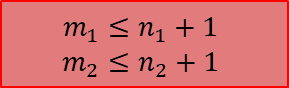 m₁ ≤ n₁ + 1
m₂ ≤ n₂ + 1